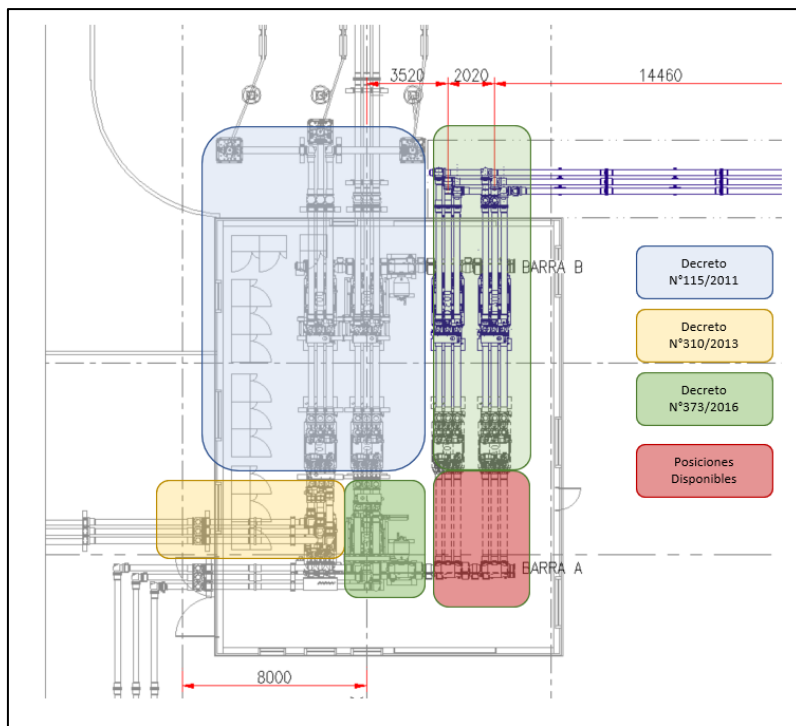 3520
2020
14460
BARRA B
Decreto
N°115/2011
Decreto
N°310/2013
Decreto
N°373/2016
Posiciones
Disponibles
BARRA A
8000